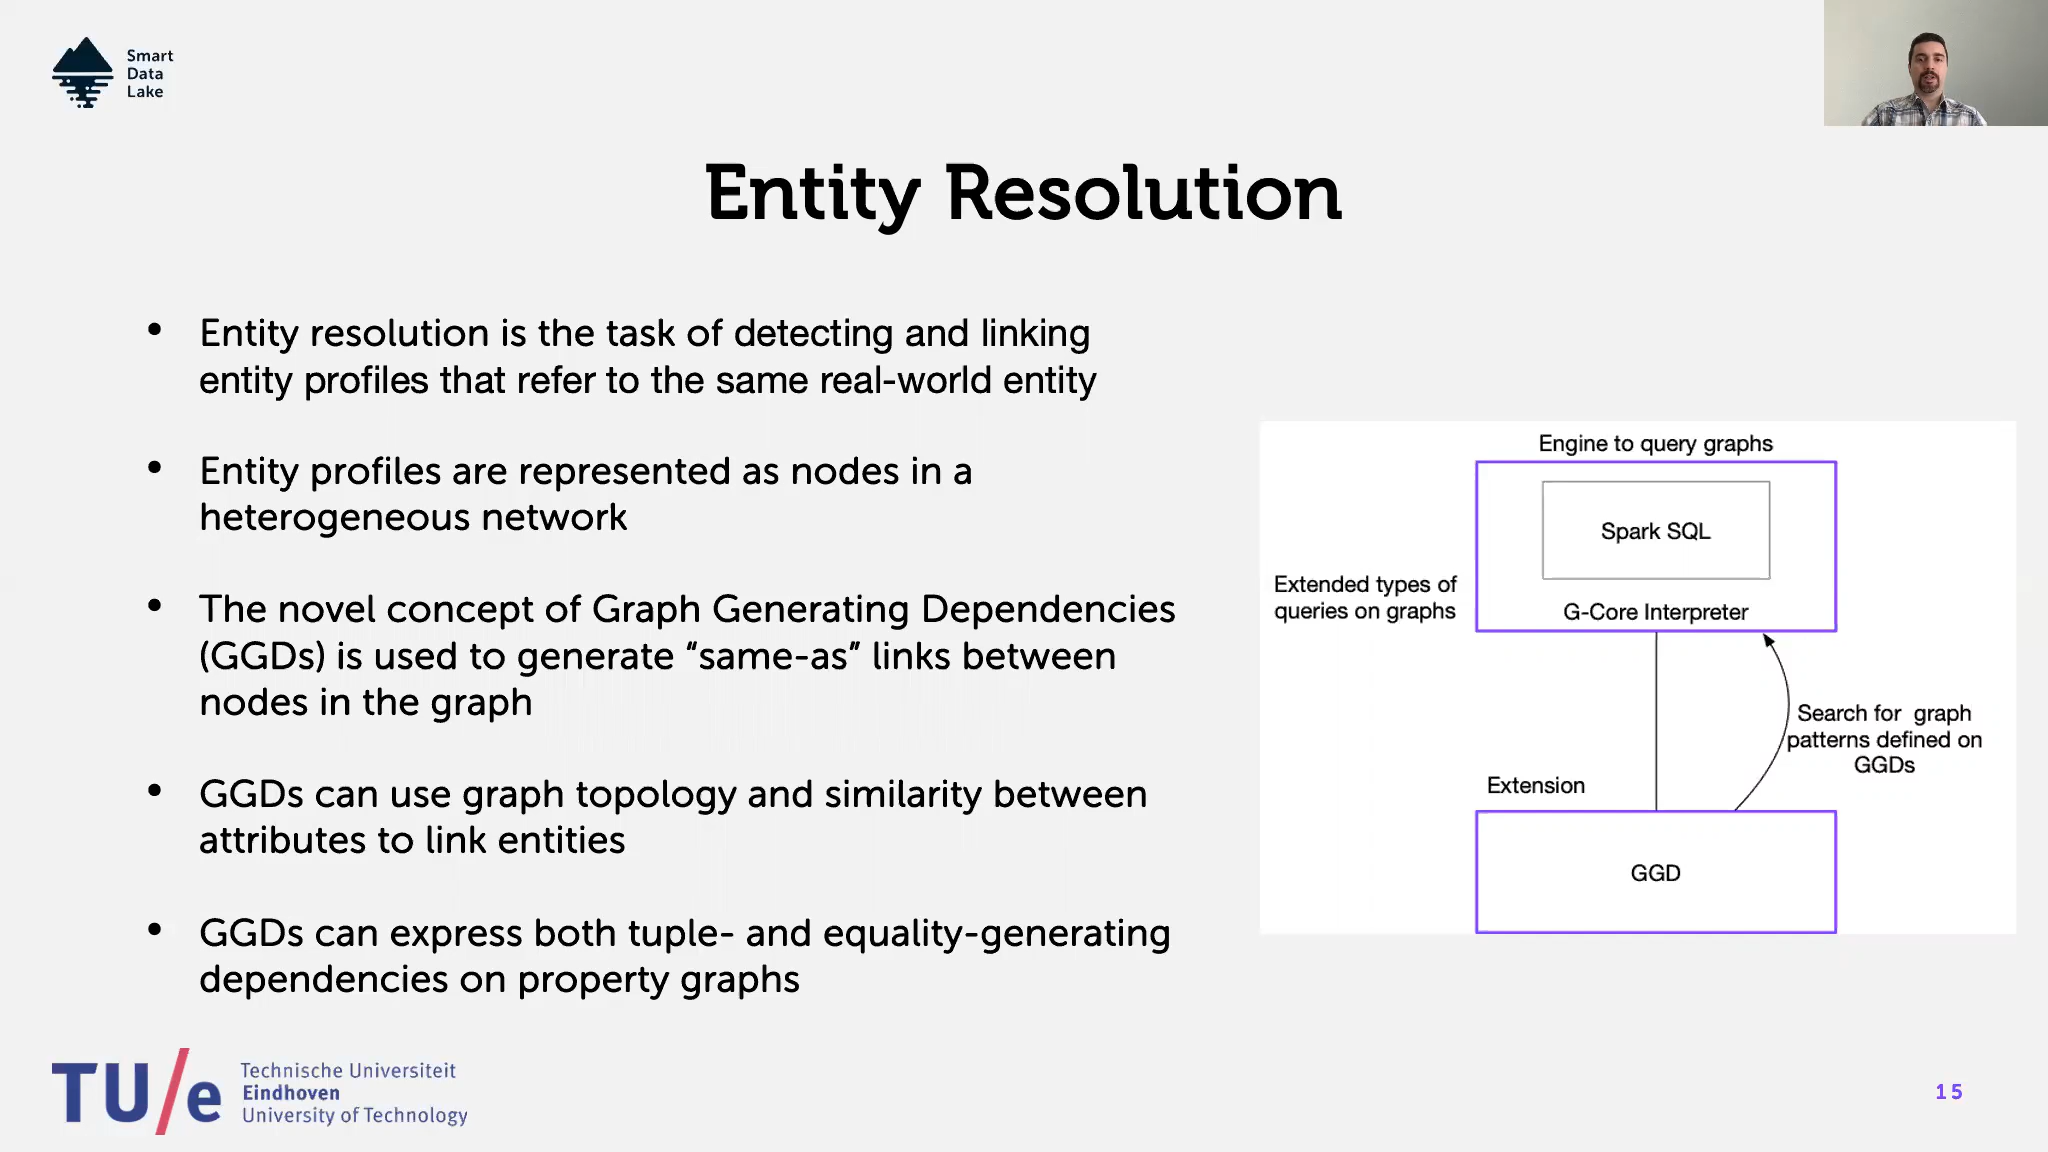 Smart
Data
Lake
Entity Resolution
• Entity resolution is the task of detecting and linking
entity profiles that refer to the same real-world entity
• Entity profiles are represented as nodes in a
heterogeneous network
• The novel concept of Graph Generating Dependencies
(GGDs) is used to generate “same-as” links between
nodes in the graph
• GGDs can use graph topology and similarity between
attributes to link entities
• GGDs can express both tuple- and equality-generating
dependencies on property graphs
Engine to query graphs
Spark SQL
Extended types of
queries on graphs
G-Core Interpreter
Search for graph
patterns defined on
GGDs
Extension
GGD
TU/e
Technische Universiteit
Eindhoven
University of Technology
15